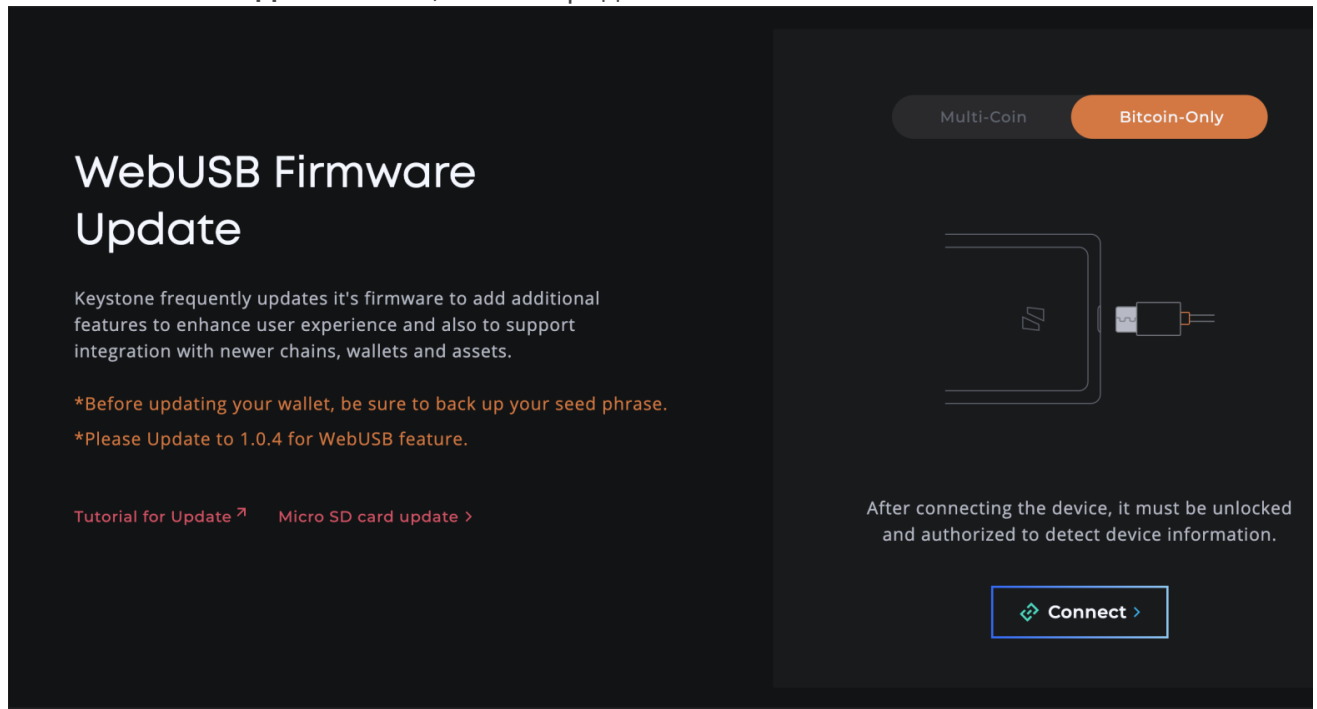 WebUSB Firmware
Update
Keystone frequently updates it's firmware to add additional
features to enhance user experience and also to support
integration with newer chains, wallets and assets.
*Before updating your wallet, be sure to back up your seed phrase.
*Please Update to 1.0.4 for WebUSB feature.
Tutorial for Update Micro SD card update >
Multi-Coin Bitcoin-Only
After connecting the device, it must be unlocked
and authorized to detect device information.
Connect >